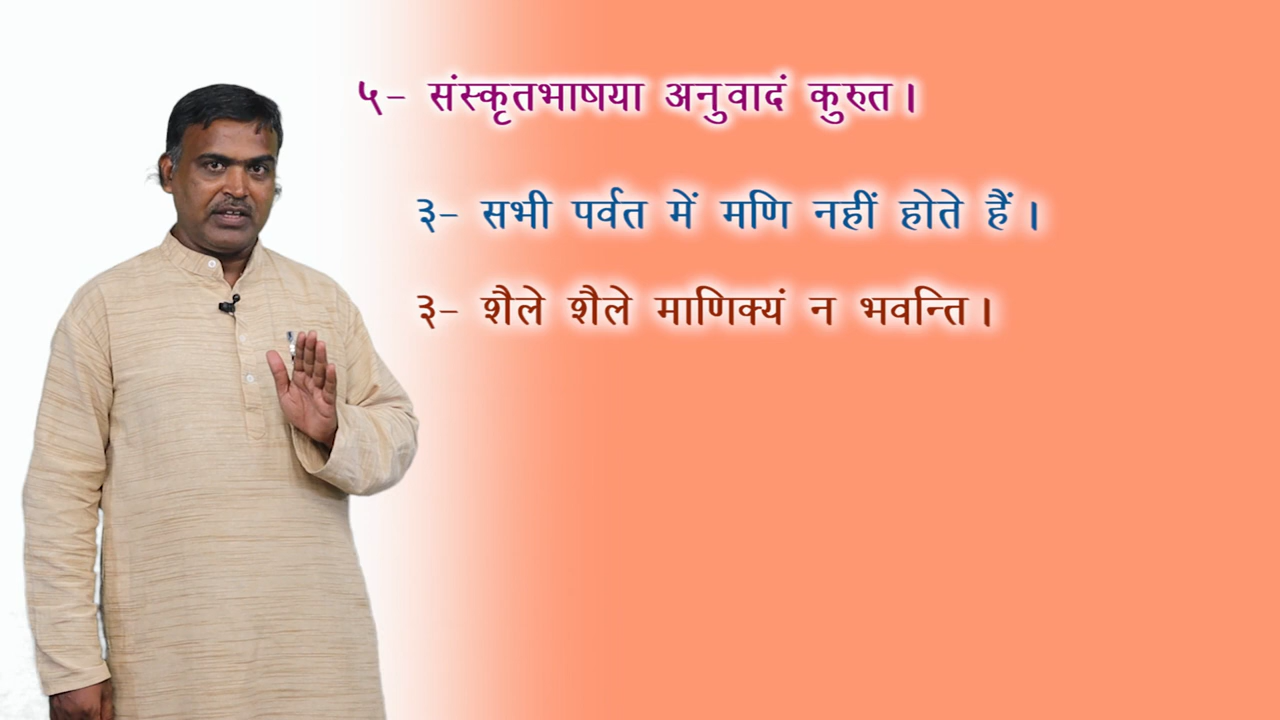 ५- संस्कृतभाषया अनुवादं कुरुत।
३- सभी पर्वत में मणि नहीं होते हैं।
३- शैले शैले माणिक्यं न भवन्ति।